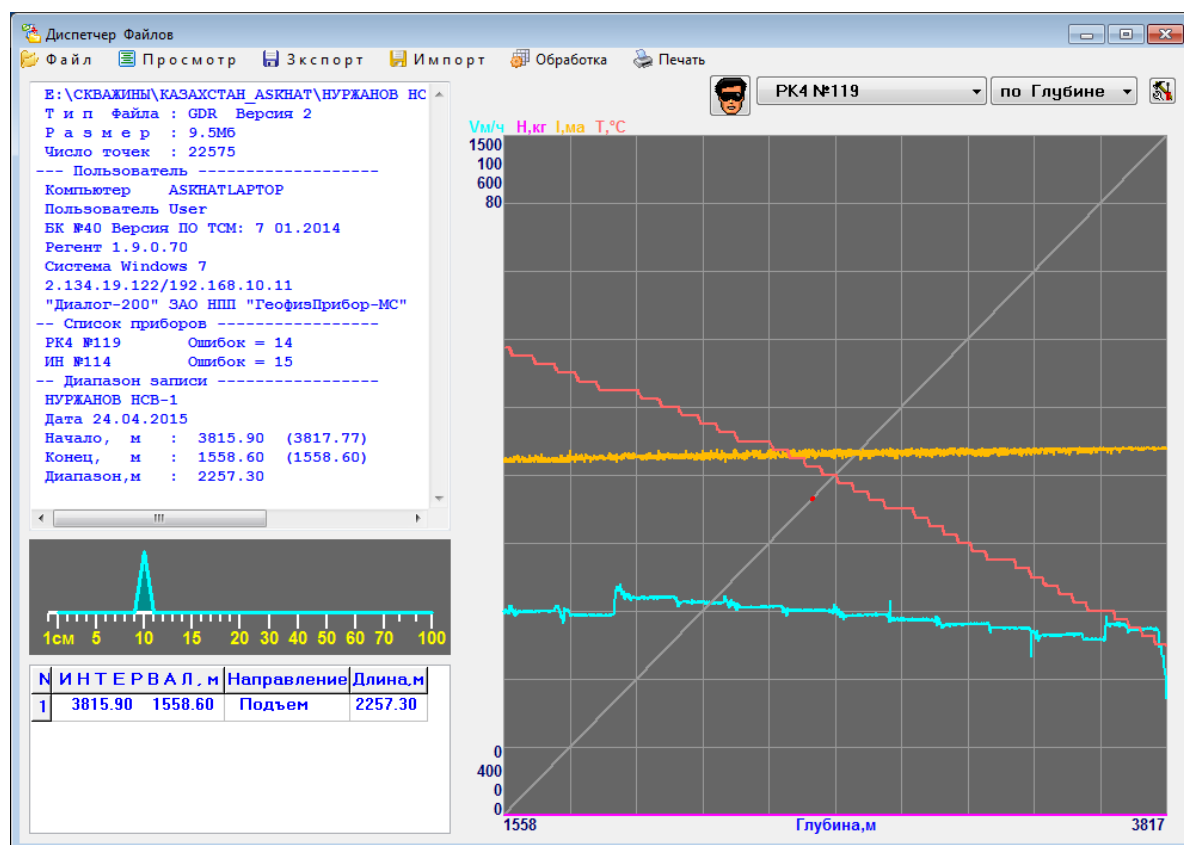 Диспетчер Файлов
Файл Просмотр Экспорт Импорт Обработка Печать
E:\СКВАЖИНЫ\КАЗАХСТАН_ASKHAT\НУРЖАНОВ НС
Тип Файла : GDR Версия 2
Размер : 9.5Мб
Число точек : 22575
--- Пользователь -------------------
Компьютер ASKHATLAPTOP
Пользователь User
БК №40 Версия ПО TCM: 7 01.2014
Регент 1.9.0.70
Система Windows 7
2.134.19.122/192.168.10.11
"Диалог-200" ЗАО НПП "ГеофизПрибор-МС"
-- Список приборов -----------------
РК4 №119 Ошибок = 14
ИН №114 Ошибок = 15
-- Диапазон записи -----------------
НУРЖАНОВ НСВ-1
Дата 24.04.2015
Начало, м : 3815.90 (3817.77)
Конец, м : 1558.60 (1558.60)
Диапазон,м : 2257.30
1см 5 10 15 20 30 40 50 60 70 100
N ИНТЕРВАЛ, м Направление Длина,м
1 3815.90 1558.60 Подъем 2257.30
РК4 №119 по Глубине
Vм/ч Н,кг I,ма T,°C
1500
100
600
80
0
400
0
0
1558 Глубина,м 3817